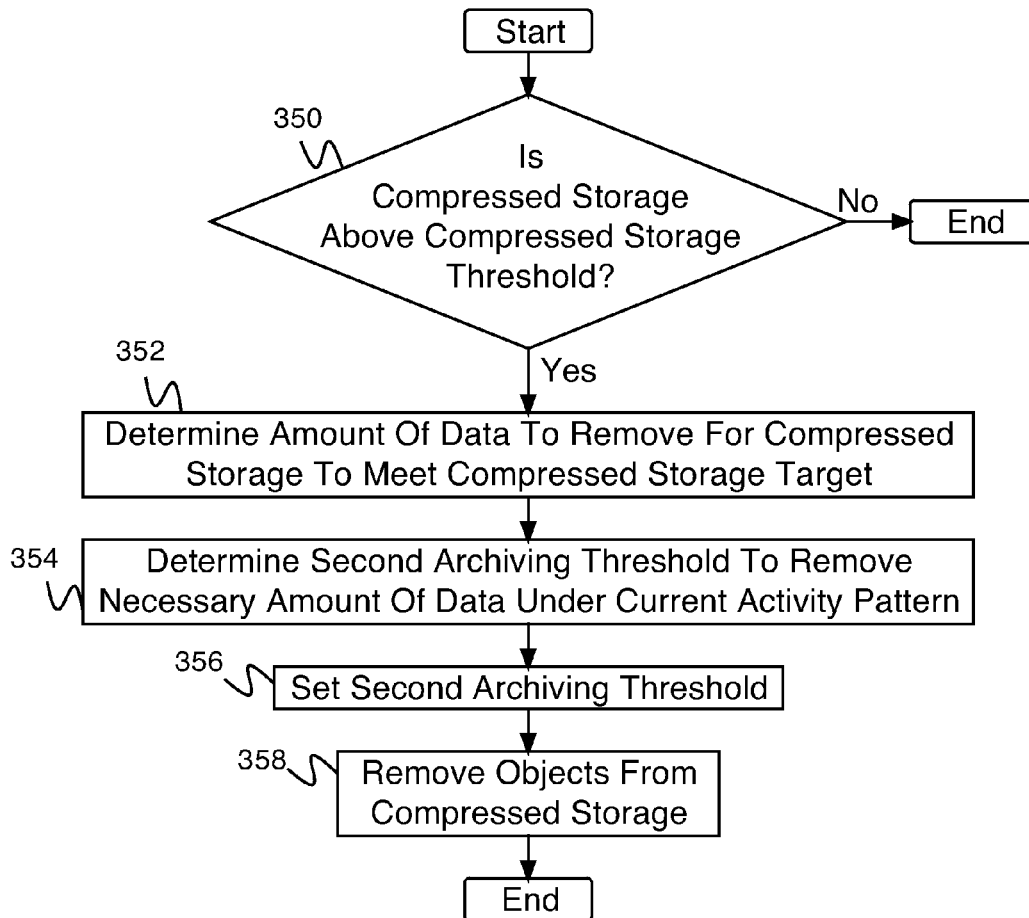 Start
350
Is
Compressed Storage
Above Compressed Storage
Threshold?
No
End
Yes
352
Determine Amount Of Data To Remove For Compressed
Storage To Meet Compressed Storage Target
354
Determine Second Archiving Threshold To Remove
Necessary Amount Of Data Under Current Activity Pattern
356
Set Second Archiving Threshold
358
Remove Objects From
Compressed Storage
End